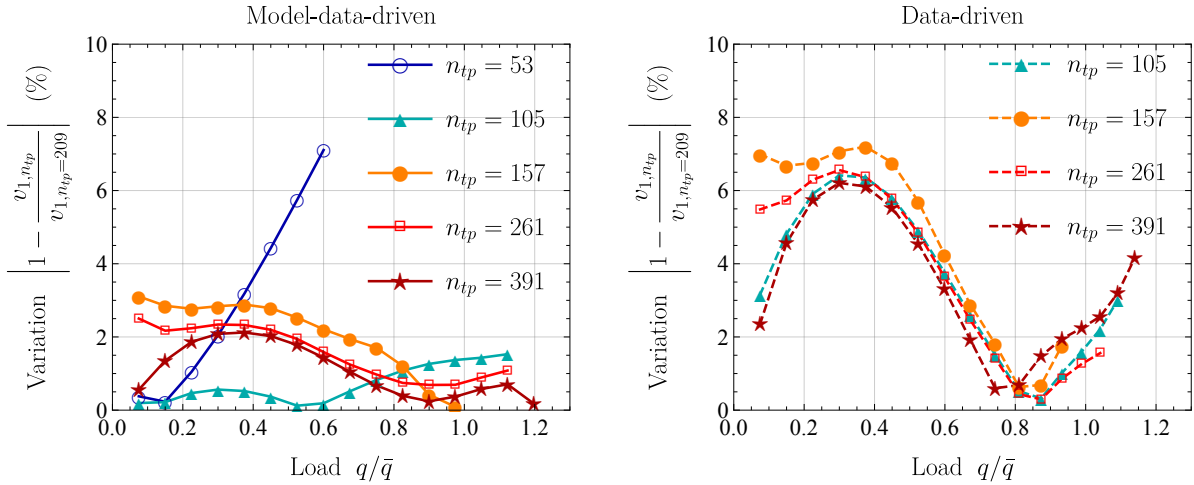 Model-data-driven
Variation | 1 − v_{1,n_{tp}} / v_{1,n_{tp}=209} | (%)
10
8
6
4
2
0
0.0 0.2 0.4 0.6 0.8 1.0 1.2
Load q/q̄
n_{tp} = 53
n_{tp} = 105
n_{tp} = 157
n_{tp} = 261
n_{tp} = 391
Data-driven
Variation | 1 − v_{1,n_{tp}} / v_{1,n_{tp}=209} | (%)
10
8
6
4
2
0
0.0 0.2 0.4 0.6 0.8 1.0 1.2
Load q/q̄
n_{tp} = 105
n_{tp} = 157
n_{tp} = 261
n_{tp} = 391